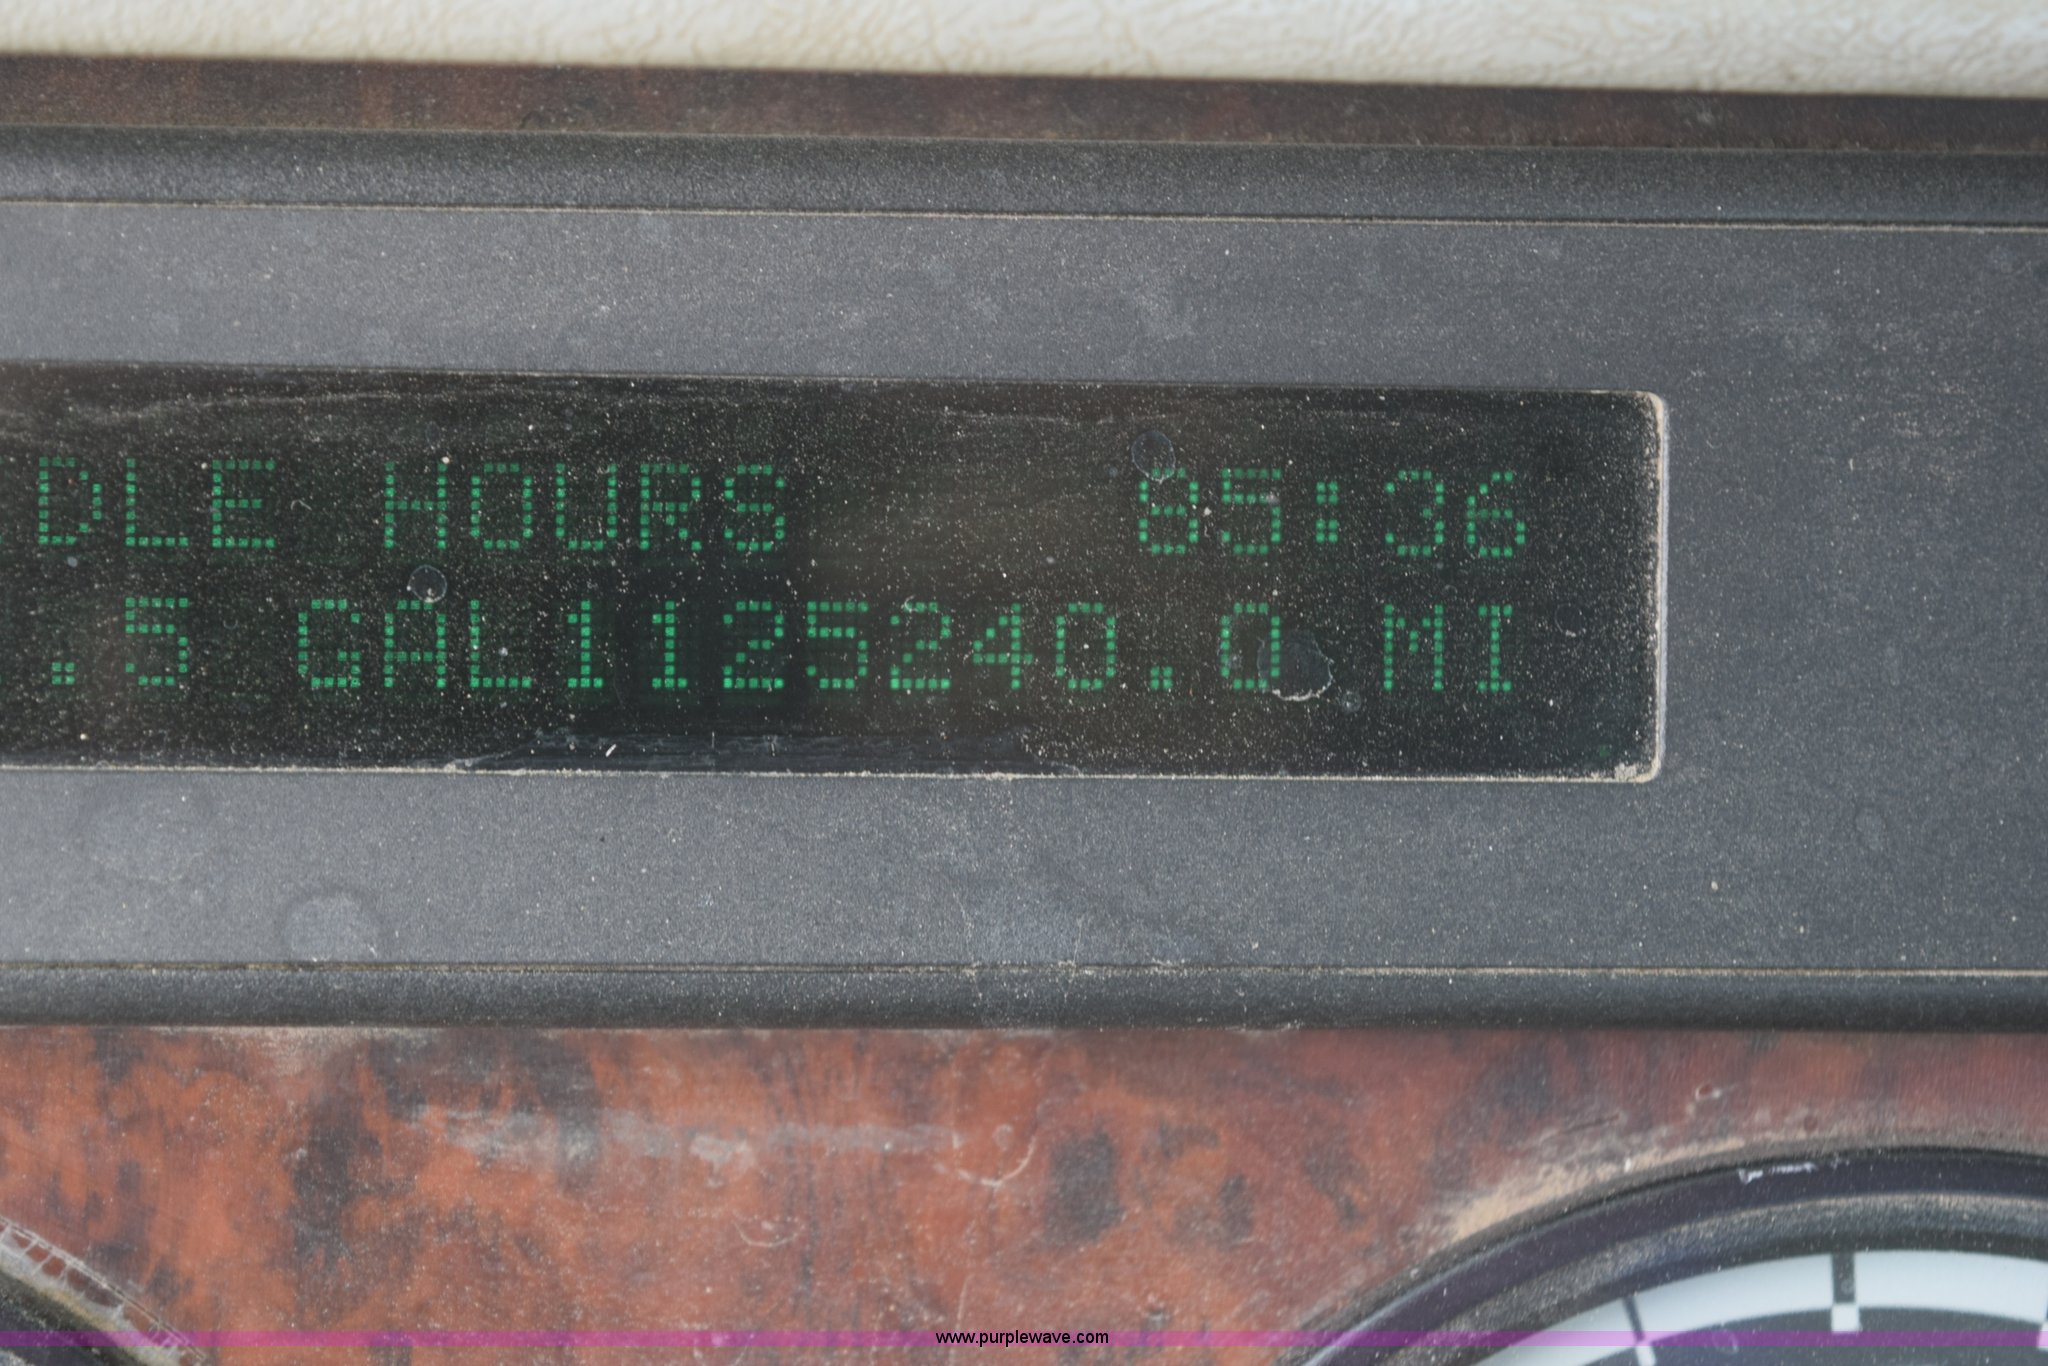 DLE HOURS 85:36
.5 GAL1125240.0 MI
www.purplewave.com